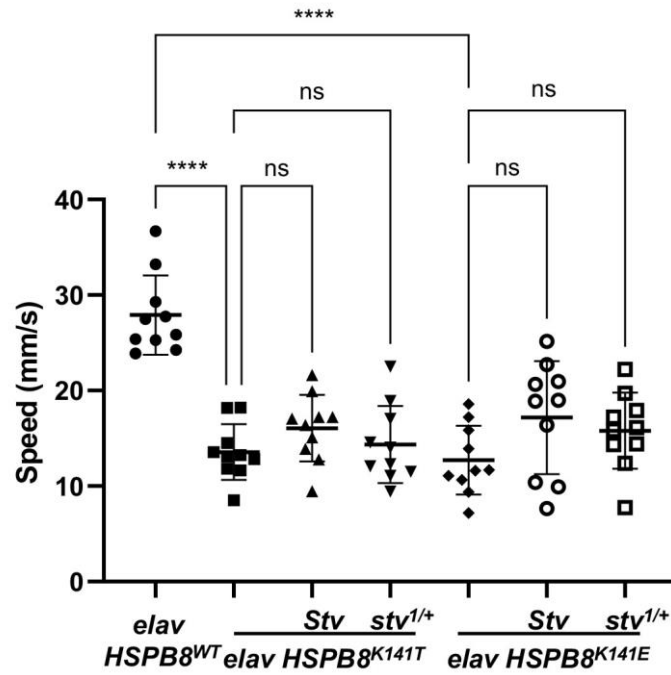 ****
ns ns
**** ns ns
40
30
20
10
0
Speed (mm/s)
elav Stv stv1/+ Stv stv1/+
HSPB8WT elav HSPB8K141T elav HSPB8K141E